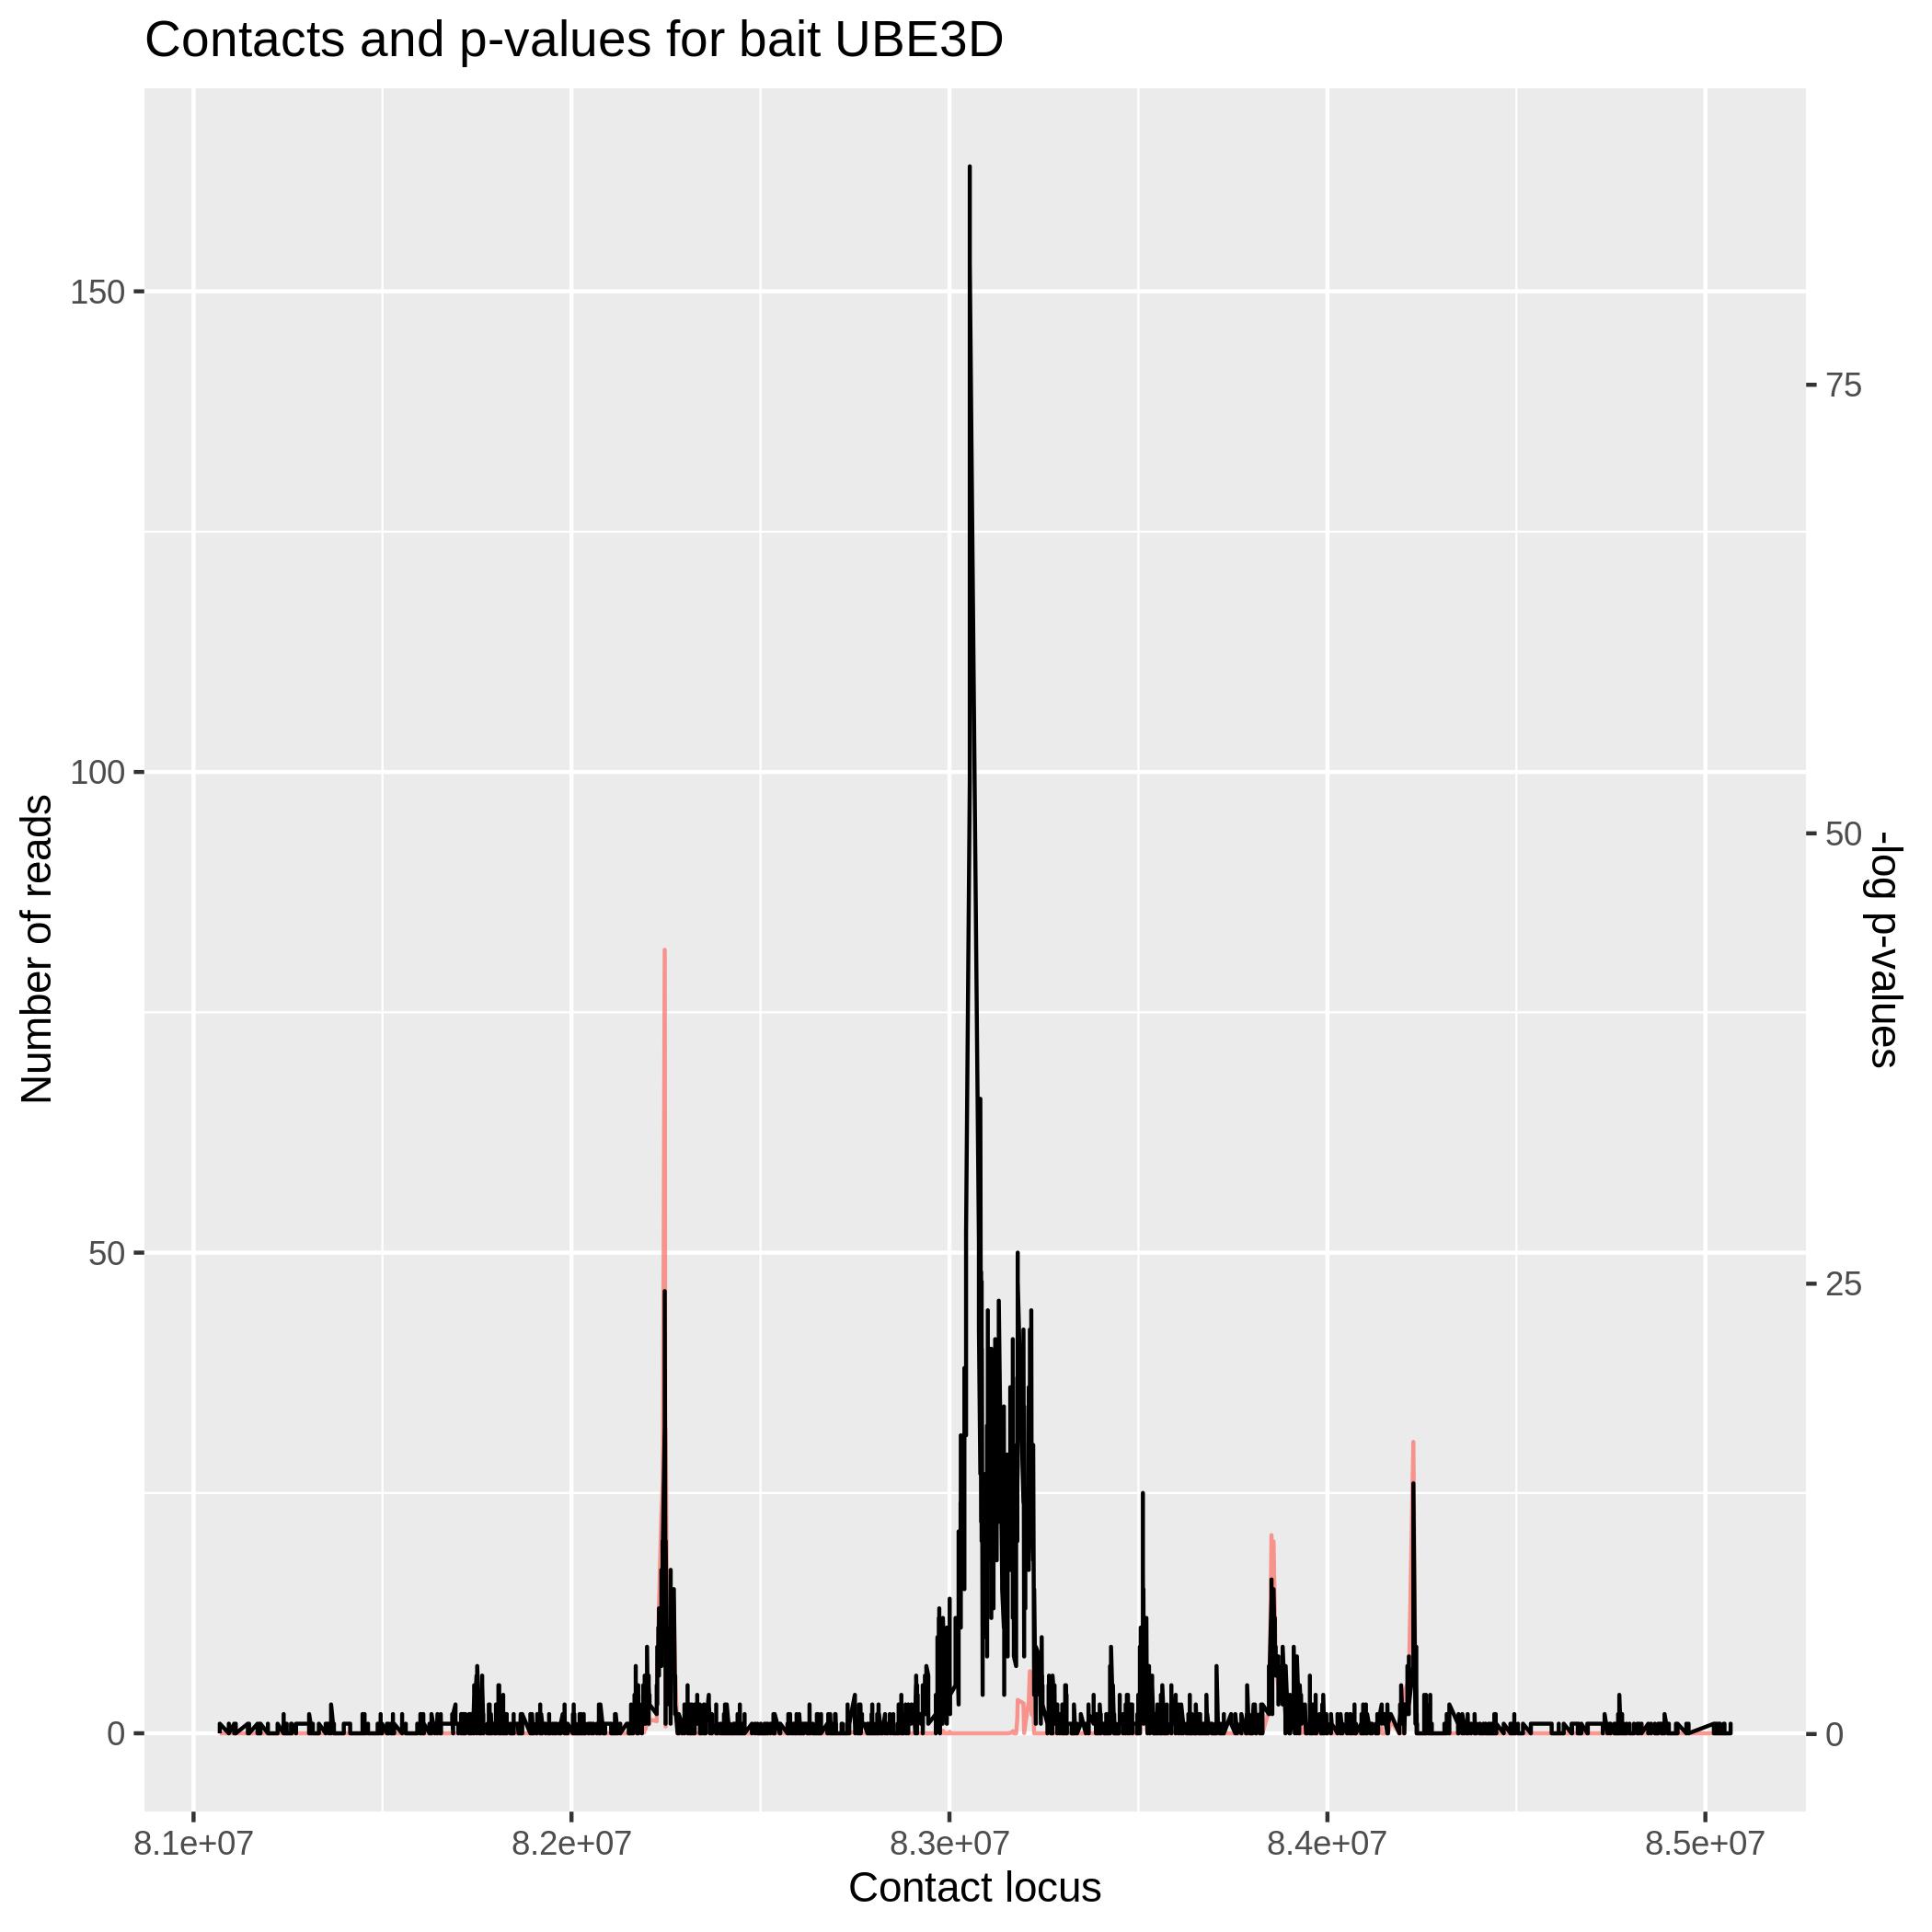 Contacts and p-values for bait UBE3D
150
100
50
0
75
50
25
0
Number of reads
-log p-values
8.1e+07 8.2e+07 8.3e+07 8.4e+07 8.5e+07
Contact locus